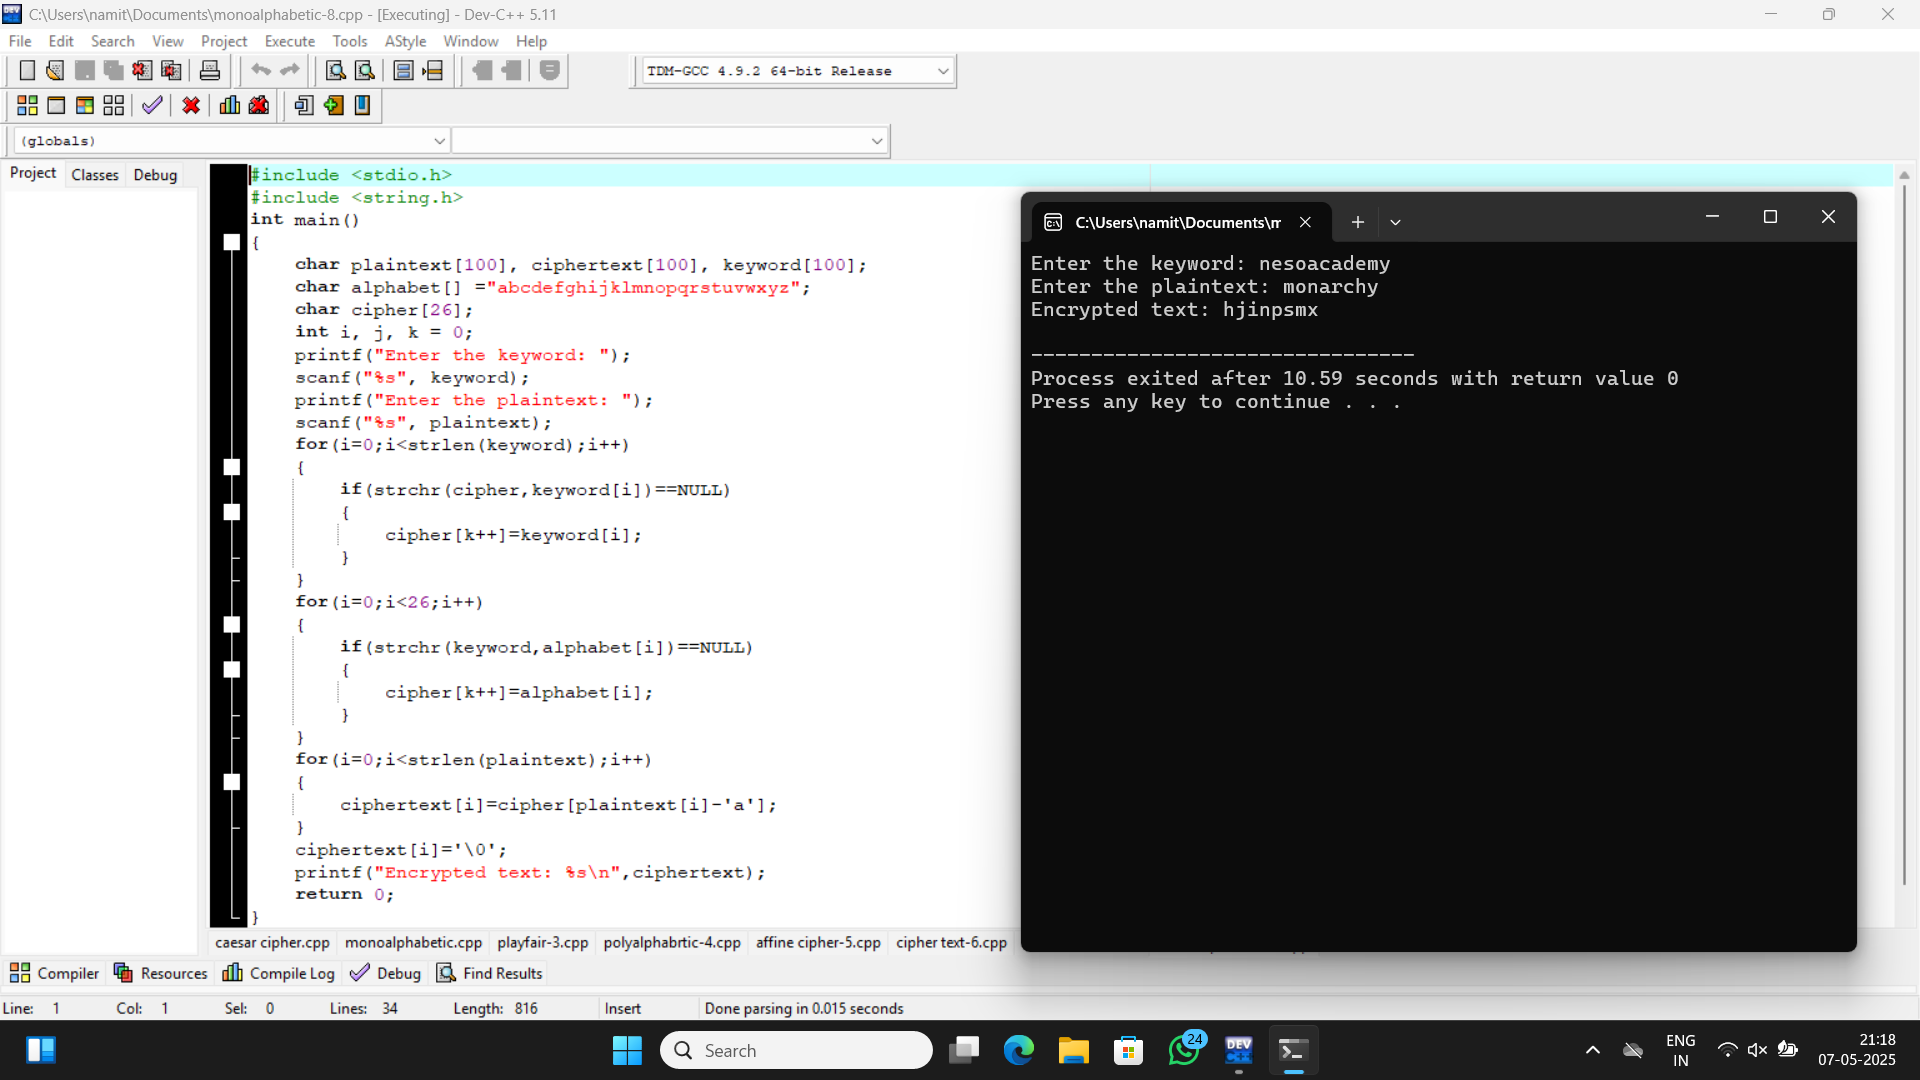 C:\Users\namit\Documents\monoalphabetic-8.cpp - [Executing] - Dev-C++ 5.11
File Edit Search View Project Execute Tools AStyle Window Help
TDM-GCC 4.9.2 64-bit Release
(globals)
Project Classes Debug
#include <stdio.h>
#include <string.h>
int main()
{
char plaintext[100], ciphertext[100], keyword[100];
char alphabet[] ="abcdefghijklmnopqrstuvwxyz";
char cipher[26];
int i, j, k = 0;
printf("Enter the keyword: ");
scanf("%s", keyword);
printf("Enter the plaintext: ");
scanf("%s", plaintext);
for(i=0;i<strlen(keyword);i++)
{
if(strchr(cipher,keyword[i])==NULL)
{
cipher[k++]=keyword[i];
}
}
for(i=0;i<26;i++)
{
if(strchr(keyword,alphabet[i])==NULL)
{
cipher[k++]=alphabet[i];
}
}
for(i=0;i<strlen(plaintext);i++)
{
ciphertext[i]=cipher[plaintext[i]-'a'];
}
ciphertext[i]='\0';
printf("Encrypted text: %s\n",ciphertext);
return 0;
}
C:\Users\namit\Documents\m
Enter the keyword: nesoacademy
Enter the plaintext: monarchy
Encrypted text: hjinpsmx
--------------------------------
Process exited after 10.59 seconds with return value 0
Press any key to continue . . .
caesar cipher.cpp monoalphabetic.cpp playfair-3.cpp polyalphabrtic-4.cpp affine cipher-5.cpp cipher text-6.cpp
Compiler Resources Compile Log Debug Find Results
Line: 1 Col: 1 Sel: 0 Lines: 34 Length: 816 Insert Done parsing in 0.015 seconds
Search
24
DEV
ENG
IN
21:18
07-05-2025